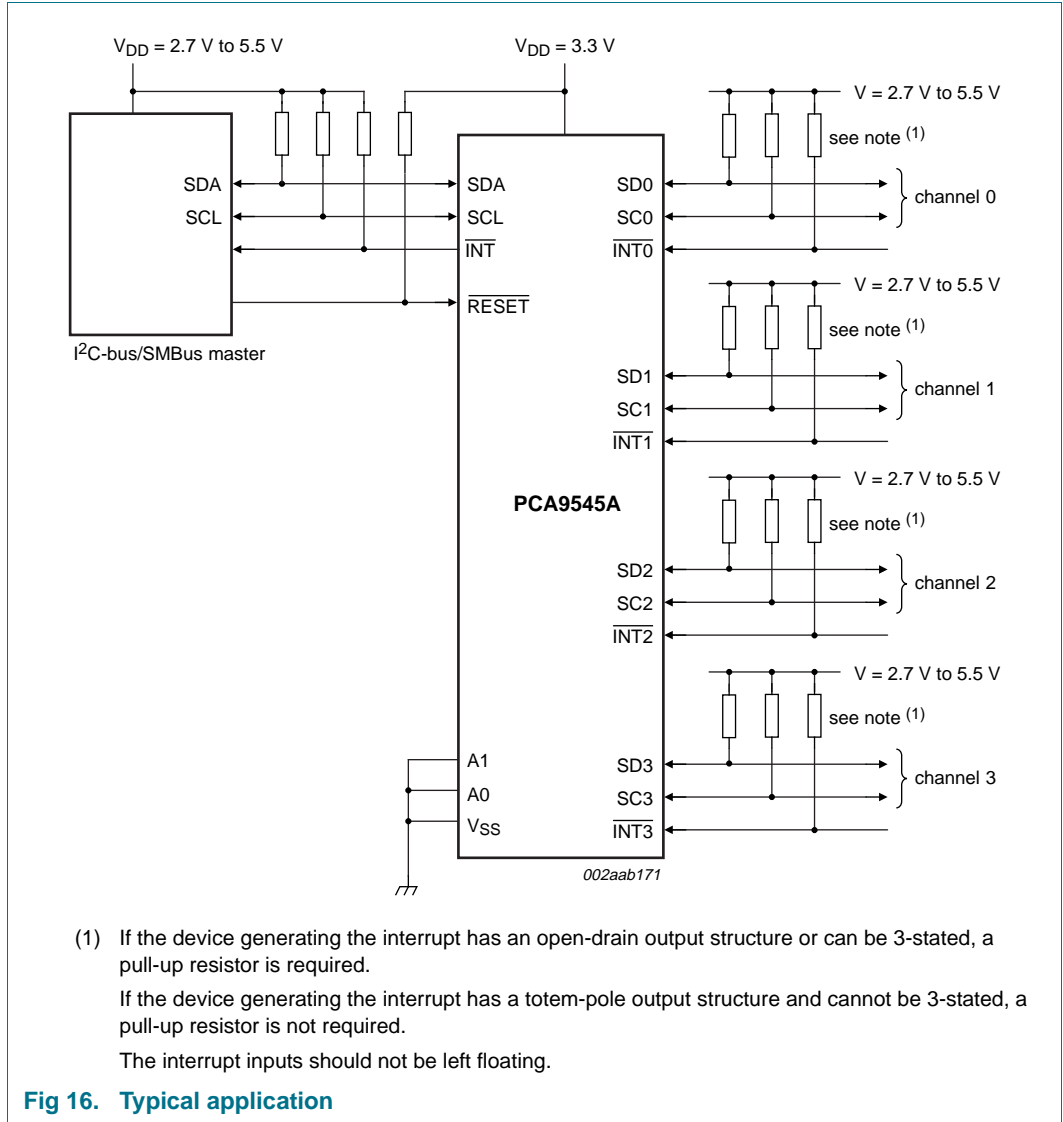 VDD = 2.7 V to 5.5 V
VDD = 3.3 V
V = 2.7 V to 5.5 V
see note (1)
SDA
SDA
SD0
channel 0
SCL
SCL
SC0
INT
INT0
RESET
V = 2.7 V to 5.5 V
see note (1)
I2C-bus/SMBus master
SD1
channel 1
SC1
INT1
V = 2.7 V to 5.5 V
PCA9545A
see note (1)
SD2
channel 2
SC2
INT2
V = 2.7 V to 5.5 V
see note (1)
A1
SD3
channel 3
A0
SC3
VSS
INT3
002aab171
(1) If the device generating the interrupt has an open-drain output structure or can be 3-stated, a
pull-up resistor is required.
If the device generating the interrupt has a totem-pole output structure and cannot be 3-stated, a
pull-up resistor is not required.
The interrupt inputs should not be left floating.
Fig 16. Typical application